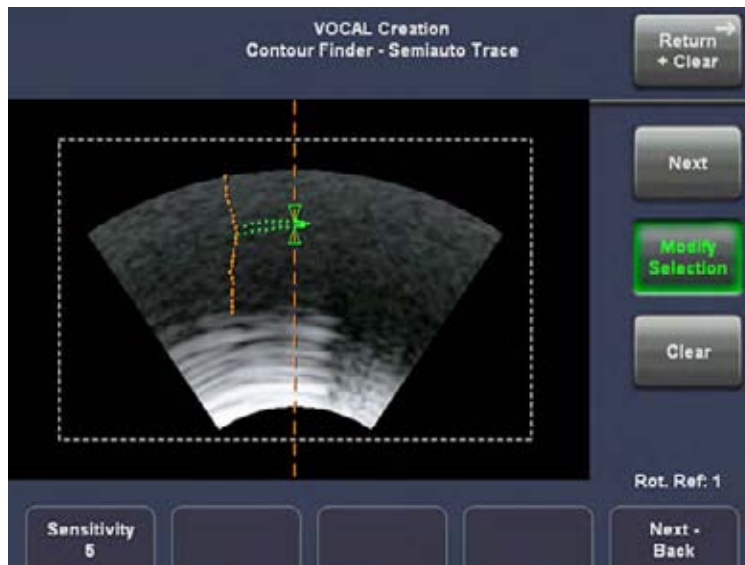 VOCAL Creation
Contour Finder - Semiauto Trace
Return
+ Clear
Next
Modify
Selection
Clear
Rot. Ref: 1
Sensitivity
5
Next -
Back